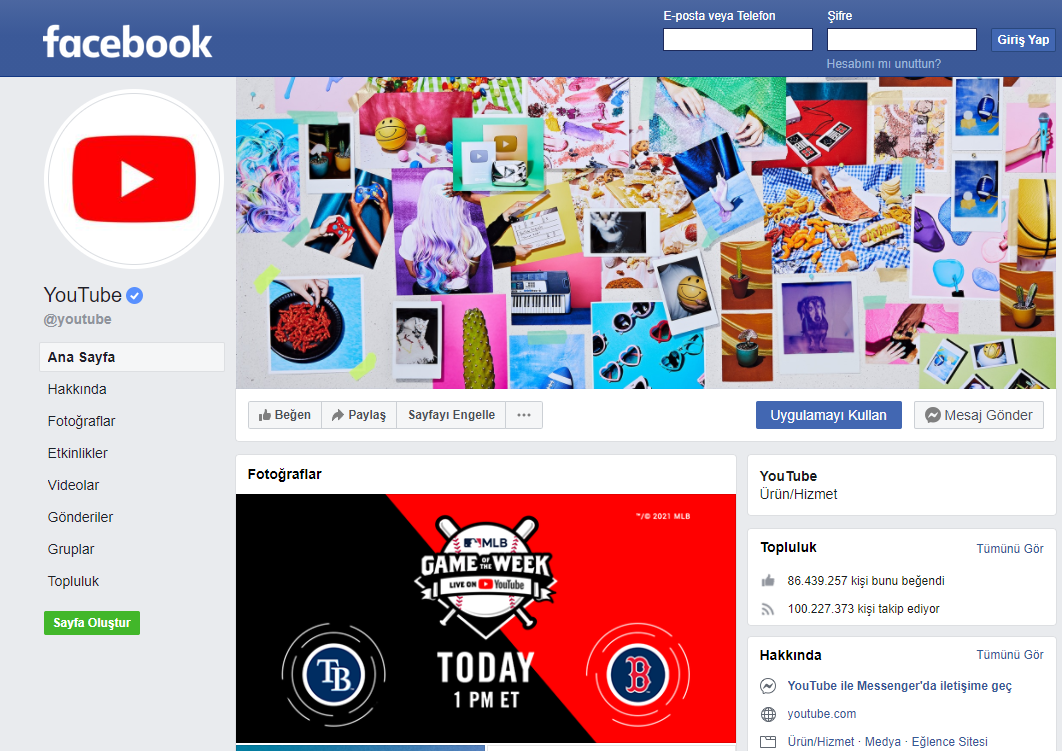 facebook
E-posta veya Telefon
Şifre
Giriş Yap
Hesabını mı unuttun?
YouTube
@youtube
Ana Sayfa
Hakkında
Fotoğraflar
Etkinlikler
Videolar
Gönderiler
Gruplar
Topluluk
Sayfa Oluştur
Beğen
Paylaş
Sayfayı Engelle
Uygulamayı Kullan
Mesaj Gönder
Fotoğraflar
™/© 2021 MLB
MLB
GAME OF THE WEEK
LIVE ON YouTube
TB
B
TODAY
1 PM ET
YouTube
Ürün/Hizmet
Topluluk
Tümünü Gör
86.439.257 kişi bunu beğendi
100.227.373 kişi takip ediyor
Hakkında
Tümünü Gör
YouTube ile Messenger'da iletişime geç
youtube.com
Ürün/Hizmet · Medya · Eğlence Sitesi